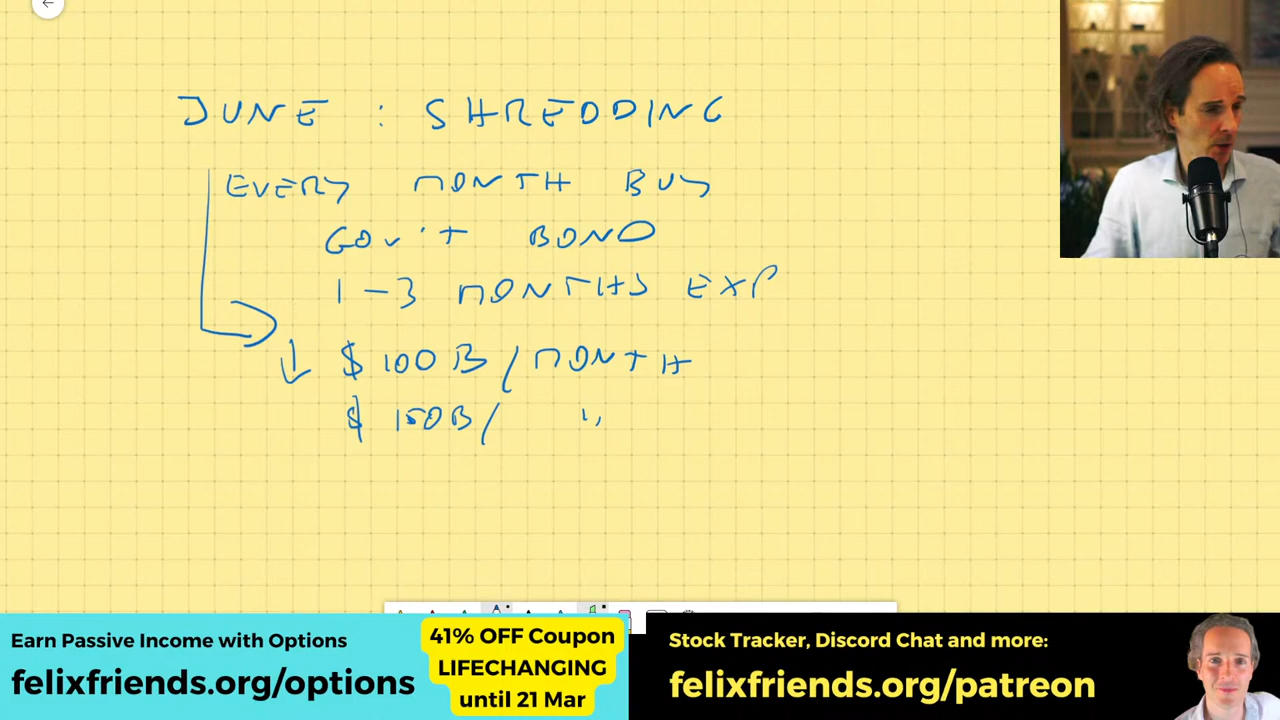 JUNE : SHREDDING
EVERY MONTH BUY
GOV'T BOND
1-3 MONTHS EXP
↓ $ 100 B / MONTH
$ 150B / "
Earn Passive Income with Options
felixfriends.org/options
41% OFF Coupon
LIFECHANGING
until 21 Mar
Stock Tracker, Discord Chat and more:
felixfriends.org/patreon